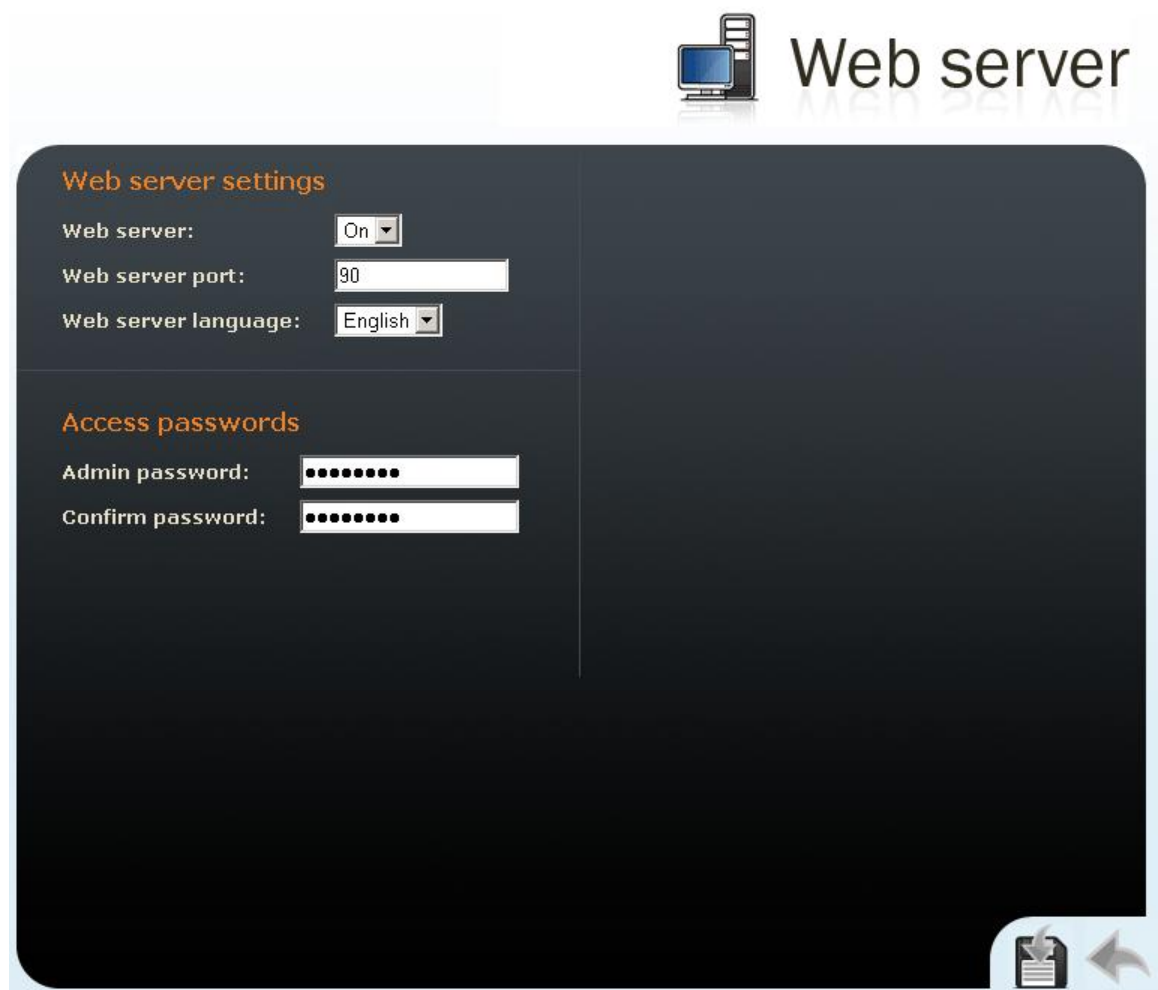 Web server
Web server settings
Web server: On
Web server port: 90
Web server language: English
Access passwords
Admin password: ••••••••
Confirm password: ••••••••